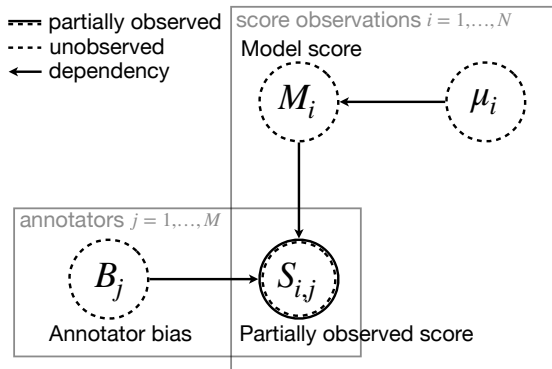 partially observed
unobserved
dependency
score observations i = 1,…,N
Model score
M_i
μ_i
annotators j = 1,…,M
B_j
S_{i,j}
Annotator bias
Partially observed score